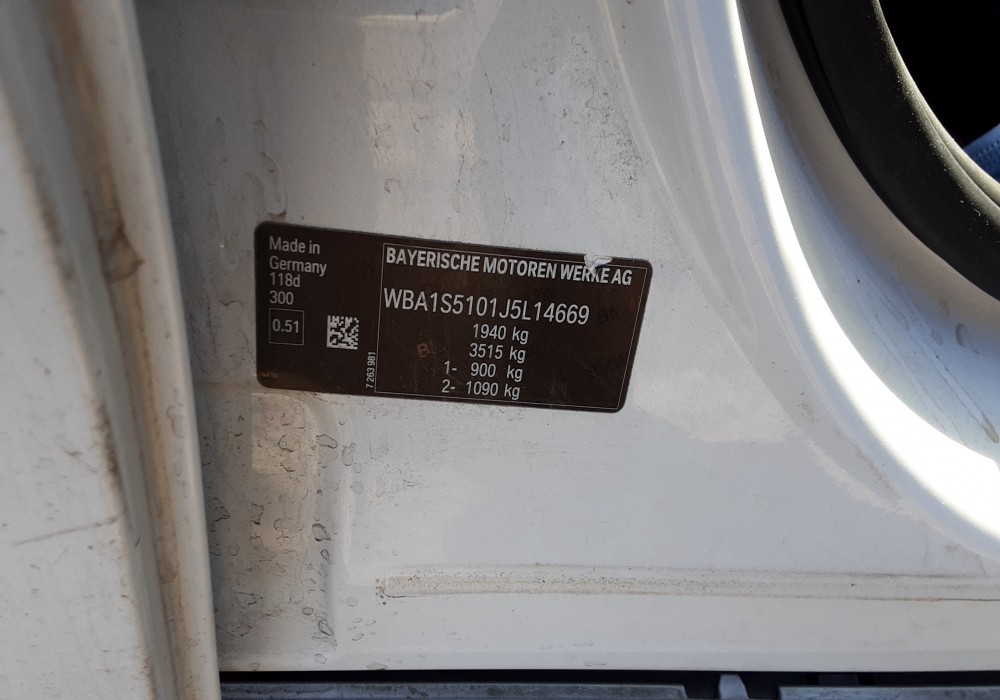 Made in
Germany
118d
300
0.51
7 263 981
BAYERISCHE MOTOREN WERKE AG
WBA1S5101J5L14669
1940 kg
3515 kg
1- 900 kg
2- 1090 kg